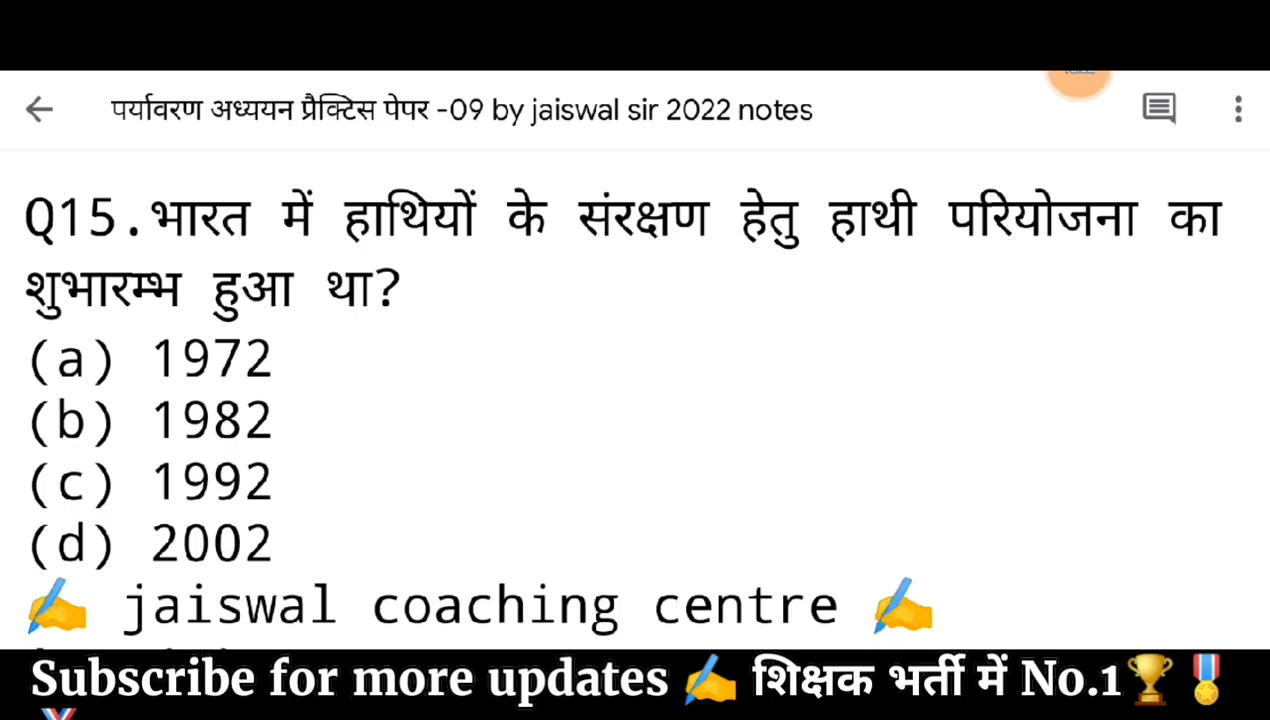 पर्यावरण अध्ययन प्रैक्टिस पेपर -09 by jaiswal sir 2022 notes
Q15.भारत में हाथियों के संरक्षण हेतु हाथी परियोजना का
शुभारम्भ हुआ था?
(a) 1972
(b) 1982
(c) 1992
(d) 2002
✍️ jaiswal coaching centre ✍️
Subscribe for more updates ✍️ शिक्षक भर्ती में No.1🏆🎖️